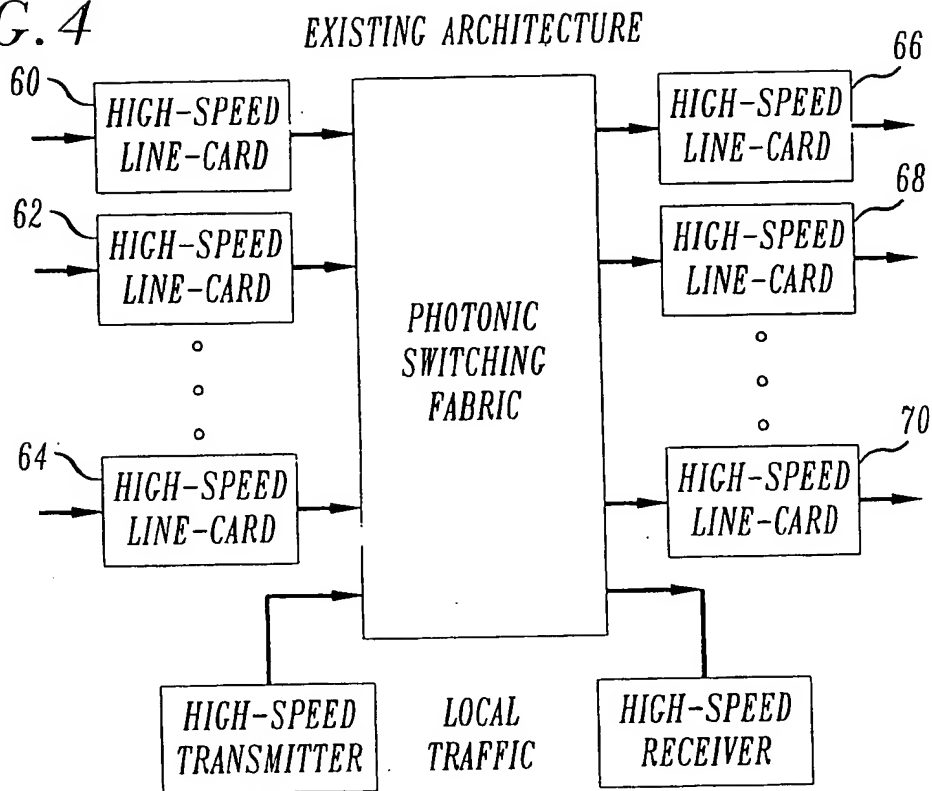 G. 4
EXISTING ARCHITECTURE
60
HIGH-SPEED
LINE-CARD
62
HIGH-SPEED
LINE-CARD
64
HIGH-SPEED
LINE-CARD
PHOTONIC
SWITCHING
FABRIC
66
HIGH-SPEED
LINE-CARD
68
HIGH-SPEED
LINE-CARD
70
HIGH-SPEED
LINE-CARD
HIGH-SPEED
TRANSMITTER
LOCAL
TRAFFIC
HIGH-SPEED
RECEIVER